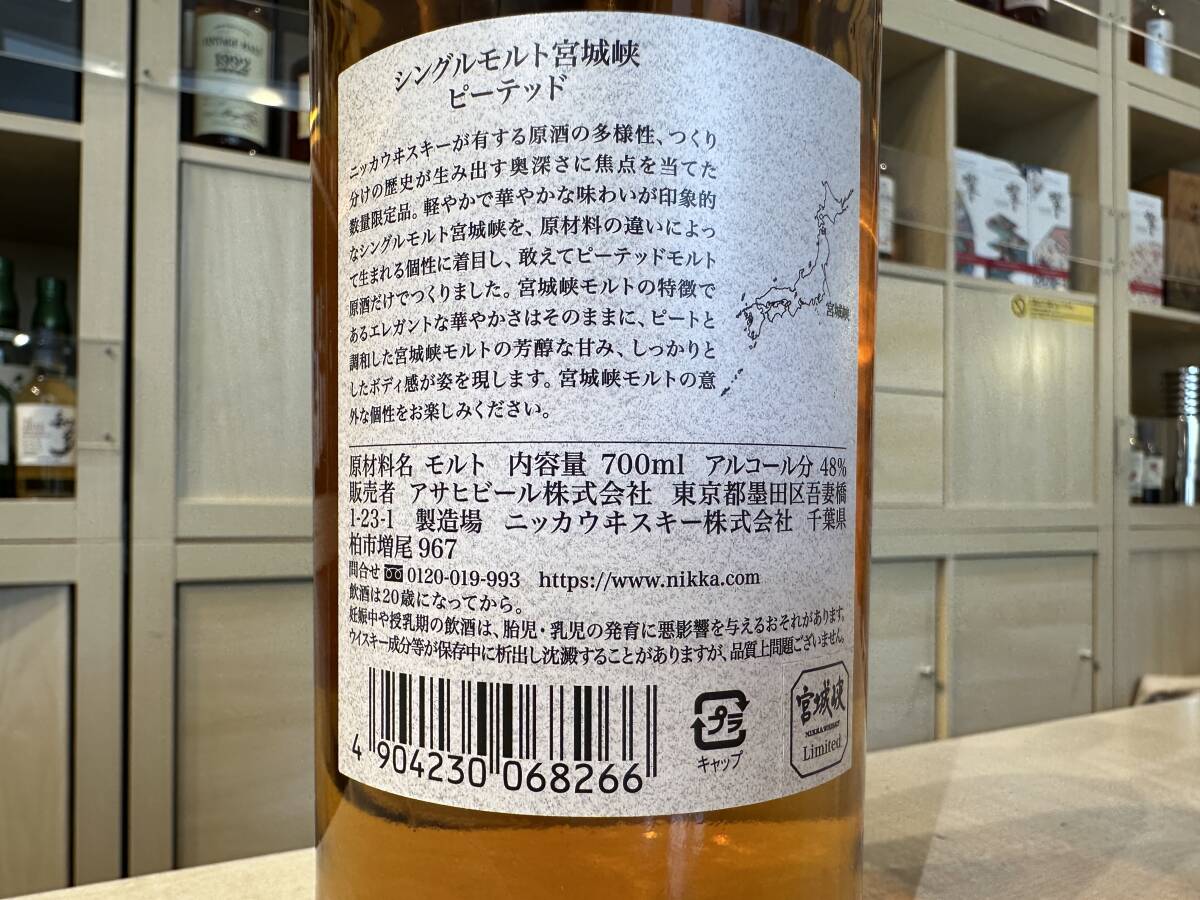 シングルモルト宮城峡
ピーテッド
ニッカウヰスキーが有する原酒の多様性、つくり
分けの歴史が生み出す奥深さに焦点を当てた
数量限定品。軽やかで華やかな味わいが印象的
なシングルモルト宮城峡を、原材料の違いによっ
て生まれる個性に着目し、敢えてピーテッドモルト
原酒だけでつくりました。宮城峡モルトの特徴で
あるエレガントな華やかさはそのままに、ピートと
調和した宮城峡モルトの芳醇な甘み、しっかりと
したボディ感が姿を現します。宮城峡モルトの意
外な個性をお楽しみください。
宮城峡
原材料名 モルト 内容量 700ml アルコール分 48%
販売者 アサヒビール株式会社 東京都墨田区吾妻橋
1-23-1 製造場 ニッカウヰスキー株式会社 千葉県
柏市増尾967
問合せ 0120-019-993 https://www.nikka.com
飲酒は20歳になってから。
妊娠中や授乳期の飲酒は、胎児・乳児の発育に悪影響を与えるおそれがあります。
ウイスキー成分等が保存中に析出し沈澱することがありますが、品質上問題ございません。
4 904230 068266
プラ
キャップ
宮城峡
NIKKA WHISKY
Limited
1992